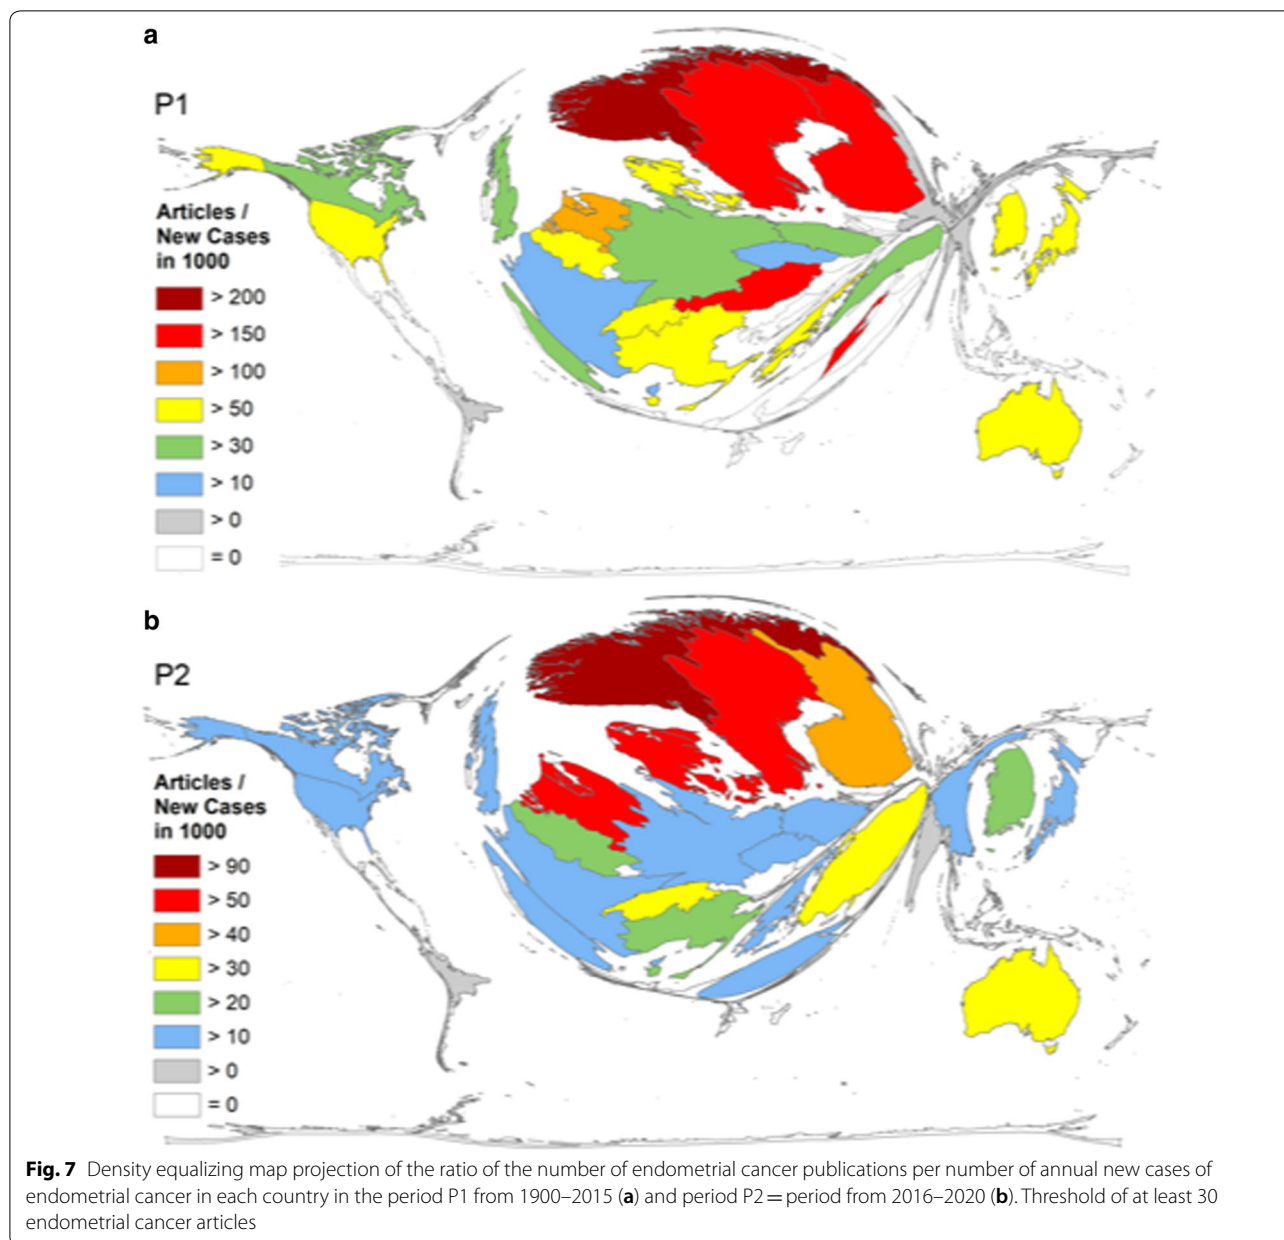 a
P1
Articles /
New Cases
in 1000
> 200
> 150
> 100
> 50
> 30
> 10
> 0
= 0
b
P2
Articles /
New Cases
in 1000
> 90
> 50
> 40
> 30
> 20
> 10
> 0
= 0
Fig. 7 Density equalizing map projection of the ratio of the number of endometrial cancer publications per number of annual new cases of
endometrial cancer in each country in the period P1 from 1900–2015 (a) and period P2 = period from 2016–2020 (b). Threshold of at least 30
endometrial cancer articles